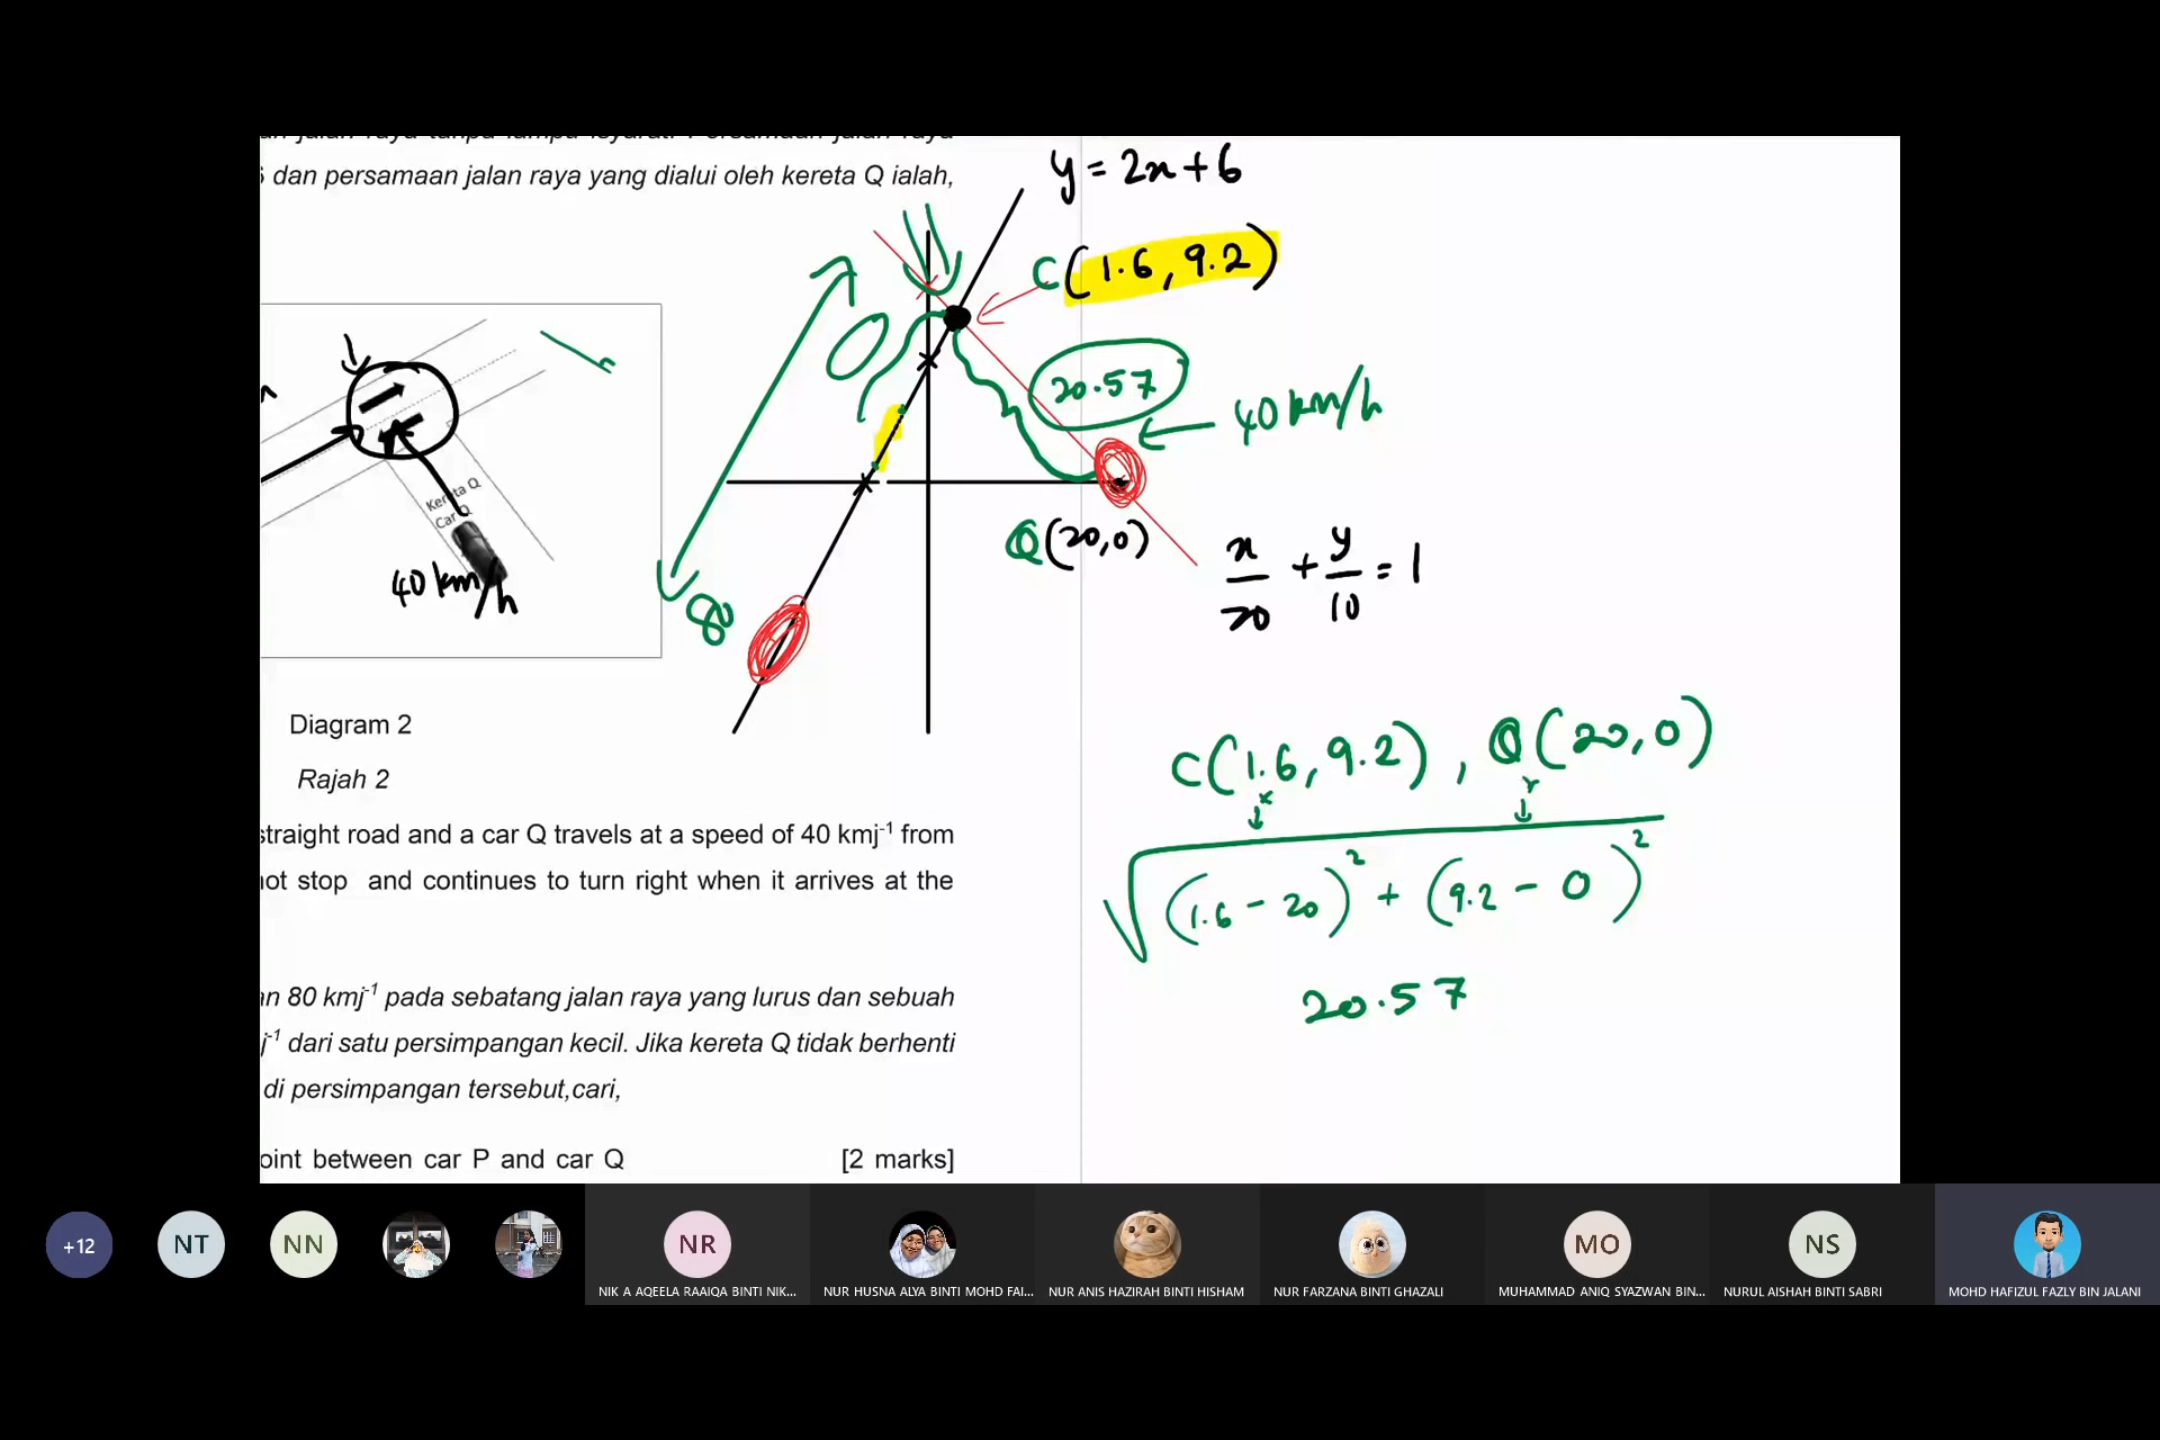 dan persamaan jalan raya yang dialui oleh kereta Q ialah,
y = 2x + 6
C(1.6, 9.2)
20.57
40 km/h
Q(20,0)
x/20 + y/10 = 1
80
Kereta Q
Car Q
40 km/h
Diagram 2
Rajah 2
straight road and a car Q travels at a speed of 40 kmj-1 from
not stop and continues to turn right when it arrives at the
80 kmj-1 pada sebatang jalan raya yang lurus dan sebuah
j-1 dari satu persimpangan kecil. Jika kereta Q tidak berhenti
di persimpangan tersebut,cari,
oint between car P and car Q [2 marks]
C(1.6, 9.2) , Q(20,0)
√(1.6 - 20)² + (9.2 - 0)²
20.57
+12
NT
NN
NR
MO
NS
NIK A AQEELA RAAIQA BINTI NIK...
NUR HUSNA ALYA BINTI MOHD FAI...
NUR ANIS HAZIRAH BINTI HISHAM
NUR FARZANA BINTI GHAZALI
MUHAMMAD ANIQ SYAZWAN BIN...
NURUL AISHAH BINTI SABRI
MOHD HAFIZUL FAZLY BIN JALANI